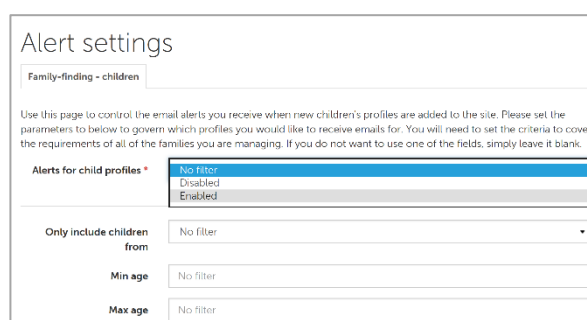 Alert settings
Family-finding - children
Use this page to control the email alerts you receive when new children's profiles are added to the site. Please set the
parameters to below to govern which profiles you would like to receive emails for. You will need to set the criteria to cove
the requirements of all of the families you are managing. If you do not want to use one of the fields, simply leave it blank.
Alerts for child profiles *
No filter
Disabled
Enabled
Only include children
from
No filter
Min age
No filter
Max age
No filter